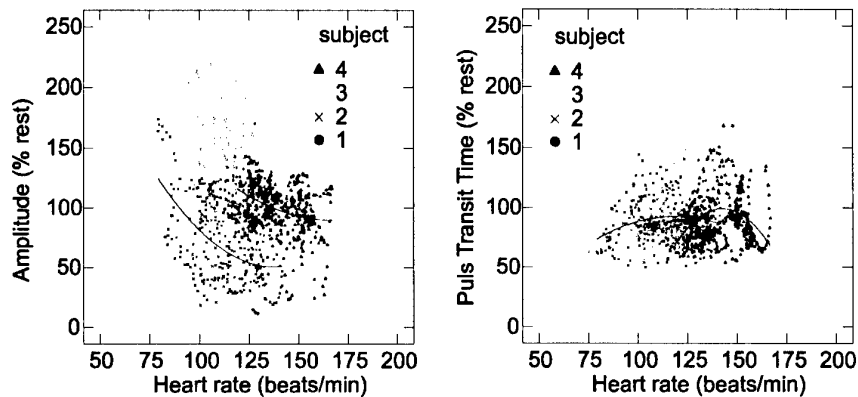 250
200
150
100
50
0
Amplitude (% rest)
subject
▲ 4
3
× 2
● 1
50 75 100 125 150 175 200
Heart rate (beats/min)
250
200
150
100
50
0
Puls Transit Time (% rest)
subject
▲ 4
3
× 2
● 1
50 75 100 125 150 175 200
Heart rate (beats/min)